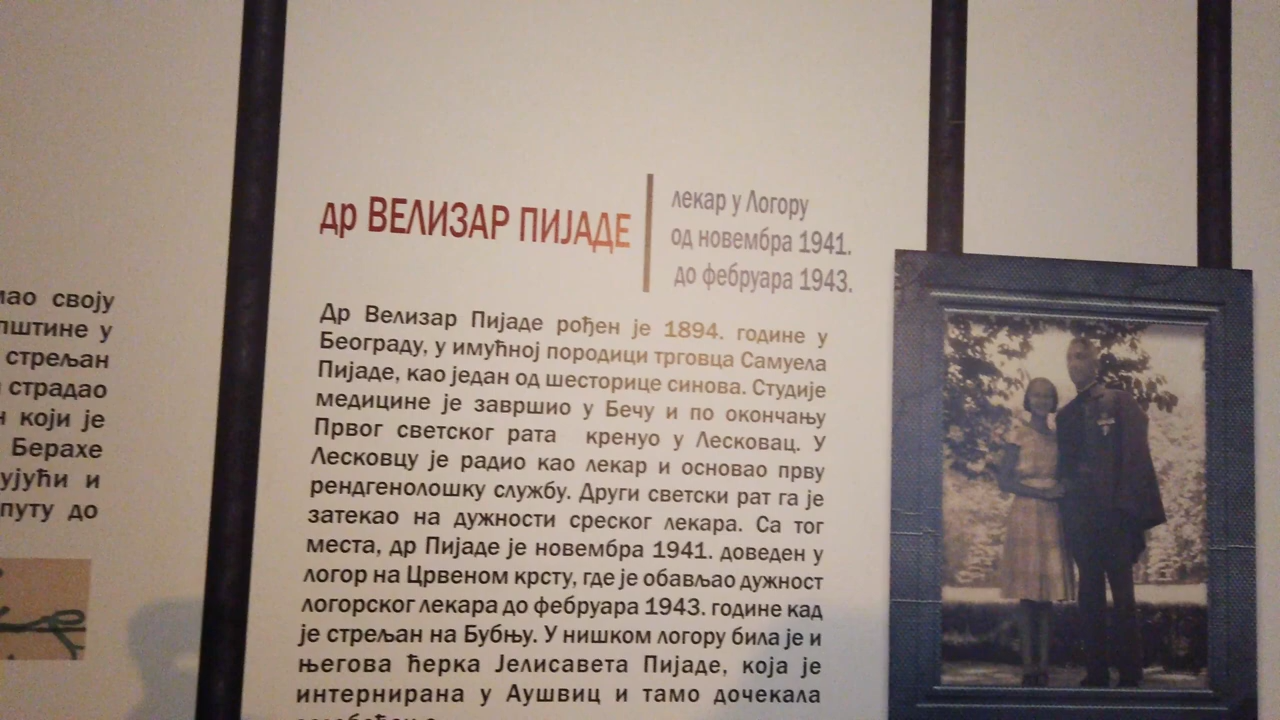 мао своју
пштине у
стрељан
страдао
н који је
Берахе
ујући и
путу до
др ВЕЛИЗАР ПИЈАДЕ
лекар у Логору
од новембра 1941.
до фебруара 1943.
Др Велизар Пијаде рођен је 1894. године у
Београду, у имућној породици трговца Самуела
Пијаде, као један од шесторице синова. Студије
медицине је завршио у Бечу и по окончању
Првог светског рата кренуо у Лесковац. У
Лесковцу је радио као лекар и основао прву
рендгенолошку службу. Други светски рат га је
затекао на дужности среског лекара. Са тог
места, др Пијаде је новембра 1941. доведен у
логор на Црвеном крсту, где је обављао дужност
логорског лекара до фебруара 1943. године кад
је стрељан на Бубњу. У нишком логору била је и
његова ћерка Јелисавета Пијаде, која је
интернирана у Аушвиц и тамо дочекала